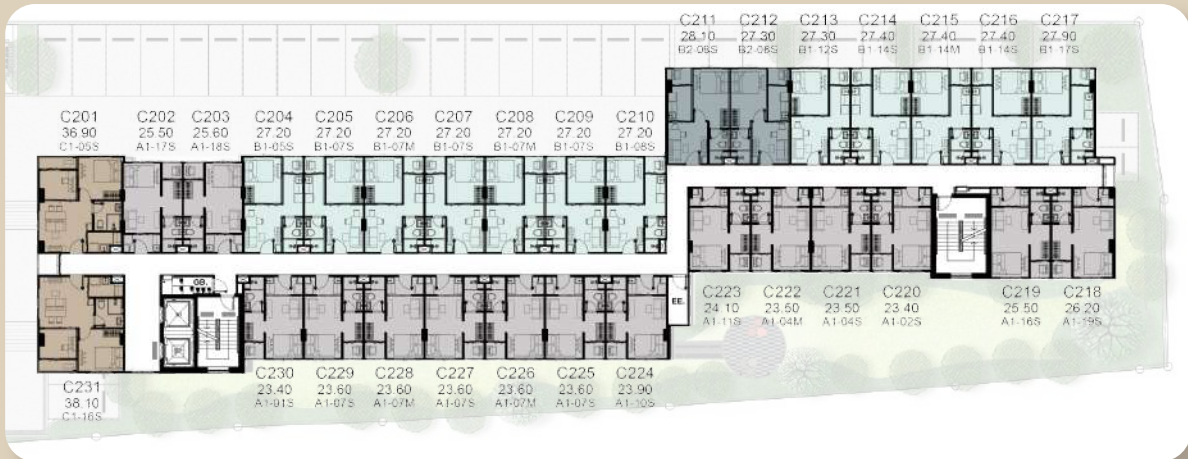 C211 C212 C213 C214 C215 C216 C217
28.10 27.30 27.30 27.40 27.40 27.40 27.90
B2-08S B2-06S B1-12S B1-14S B1-14M B1-14S B1-17S
C201 C202 C203 C204 C205 C206 C207 C208 C209 C210
36.90 25.50 25.60 27.20 27.20 27.20 27.20 27.20 27.20 27.20
C1-05S A1-17S A1-18S B1-05S B1-07S B1-07M B1-07S B1-07M B1-07S B1-08S
GB.
EE.
C223 C222 C221 C220 C219 C218
24.10 23.50 23.50 23.40 25.50 26.20
A1-11S A1-04M A1-04S A1-02S A1-16S A1-19S
C231 C230 C229 C228 C227 C226 C225 C224
38.10 23.40 23.60 23.60 23.60 23.60 23.60 23.90
C1-16S A1-01S A1-07S A1-07M A1-07S A1-07M A1-07S A1-10S